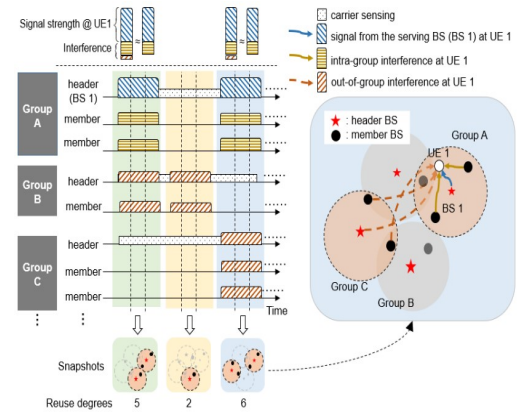 Signal strength @ UE1
Interference
≈
≈
carrier sensing
signal from the serving BS (BS 1) at UE 1
intra-group interference at UE 1
out-of-group interference at UE 1
Group
A
header
(BS 1)
member
member
Group
B
header
member
Group
C
header
member
member
Time
Snapshots
Reuse degrees 5 2 6
: header BS
: member BS
Group A
UE 1
BS 1
Group C
Group B